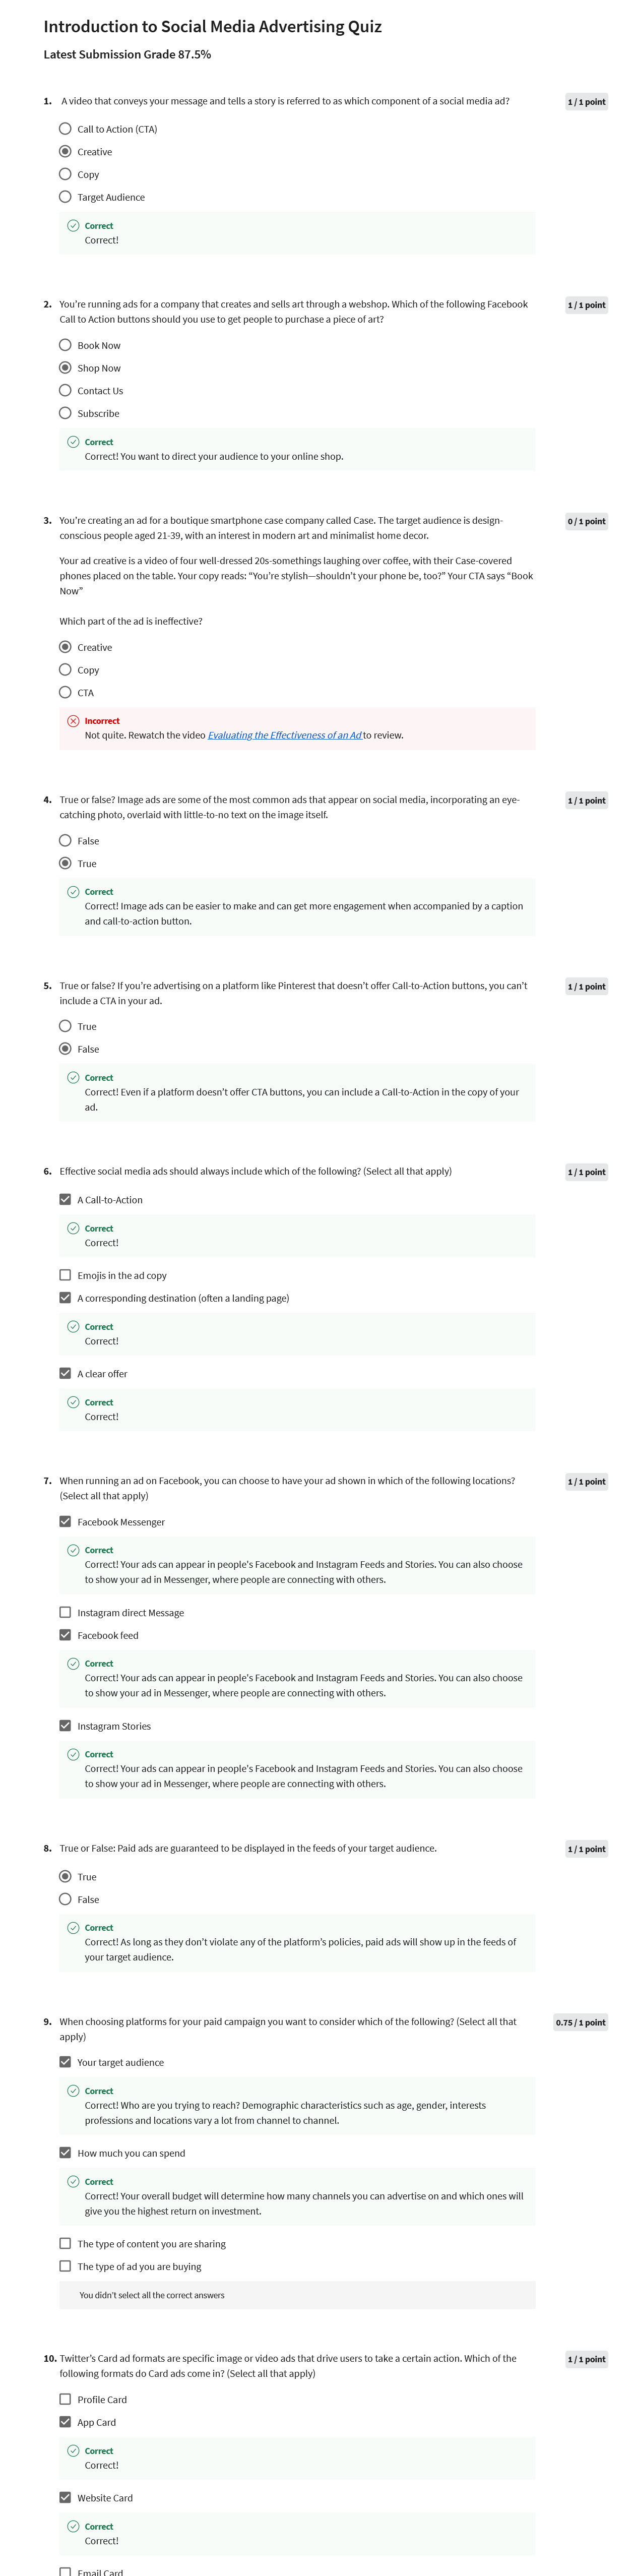 Introduction to Social Media Advertising Quiz
Latest Submission Grade 87.5%
1. A video that conveys your message and tells a story is referred to as which component of a social media ad?
1 / 1 point
Call to Action (CTA)
Creative
Copy
Target Audience
Correct
Correct!
2. You're running ads for a company that creates and sells art through a webshop. Which of the following Facebook
Call to Action buttons should you use to get people to purchase a piece of art?
1 / 1 point
Book Now
Shop Now
Contact Us
Subscribe
Correct
Correct! You want to direct your audience to your online shop.
3. You're creating an ad for a boutique smartphone case company called Case. The target audience is design-
conscious people aged 21-39, with an interest in modern art and minimalist home decor.
0 / 1 point
Your ad creative is a video of four well-dressed 20s-somethings laughing over coffee, with their Case-covered
phones placed on the table. Your copy reads: "You're stylish—shouldn't your phone be, too?" Your CTA says "Book
Now"
Which part of the ad is ineffective?
Creative
Copy
CTA
Incorrect
Not quite. Rewatch the video Evaluating the Effectiveness of an Ad to review.
4. True or false? Image ads are some of the most common ads that appear on social media, incorporating an eye-
catching photo, overlaid with little-to-no text on the image itself.
1 / 1 point
False
True
Correct
Correct! Image ads can be easier to make and can get more engagement when accompanied by a caption
and call-to-action button.
5. True or false? If you're advertising on a platform like Pinterest that doesn't offer Call-to-Action buttons, you can't
include a CTA in your ad.
1 / 1 point
True
False
Correct
Correct! Even if a platform doesn't offer CTA buttons, you can include a Call-to-Action in the copy of your
ad.
6. Effective social media ads should always include which of the following? (Select all that apply)
1 / 1 point
A Call-to-Action
Correct
Correct!
Emojis in the ad copy
A corresponding destination (often a landing page)
Correct
Correct!
A clear offer
Correct
Correct!
7. When running an ad on Facebook, you can choose to have your ad shown in which of the following locations?
(Select all that apply)
1 / 1 point
Facebook Messenger
Correct
Correct! Your ads can appear in people's Facebook and Instagram Feeds and Stories. You can also choose
to show your ad in Messenger, where people are connecting with others.
Instagram direct Message
Facebook feed
Correct
Correct! Your ads can appear in people's Facebook and Instagram Feeds and Stories. You can also choose
to show your ad in Messenger, where people are connecting with others.
Instagram Stories
Correct
Correct! Your ads can appear in people's Facebook and Instagram Feeds and Stories. You can also choose
to show your ad in Messenger, where people are connecting with others.
8. True or False: Paid ads are guaranteed to be displayed in the feeds of your target audience.
1 / 1 point
True
False
Correct
Correct! As long as they don't violate any of the platform's policies, paid ads will show up in the feeds of
your target audience.
9. When choosing platforms for your paid campaign you want to consider which of the following? (Select all that
apply)
0.75 / 1 point
Your target audience
Correct
Correct! Who are you trying to reach? Demographic characteristics such as age, gender, interests
professions and locations vary a lot from channel to channel.
How much you can spend
Correct
Correct! Your overall budget will determine how many channels you can advertise on and which ones will
give you the highest return on investment.
The type of content you are sharing
The type of ad you are buying
You didn't select all the correct answers
10. Twitter's Card ad formats are specific image or video ads that drive users to take a certain action. Which of the
following formats do Card ads come in? (Select all that apply)
1 / 1 point
Profile Card
App Card
Correct
Correct!
Website Card
Correct
Correct!
Email Card